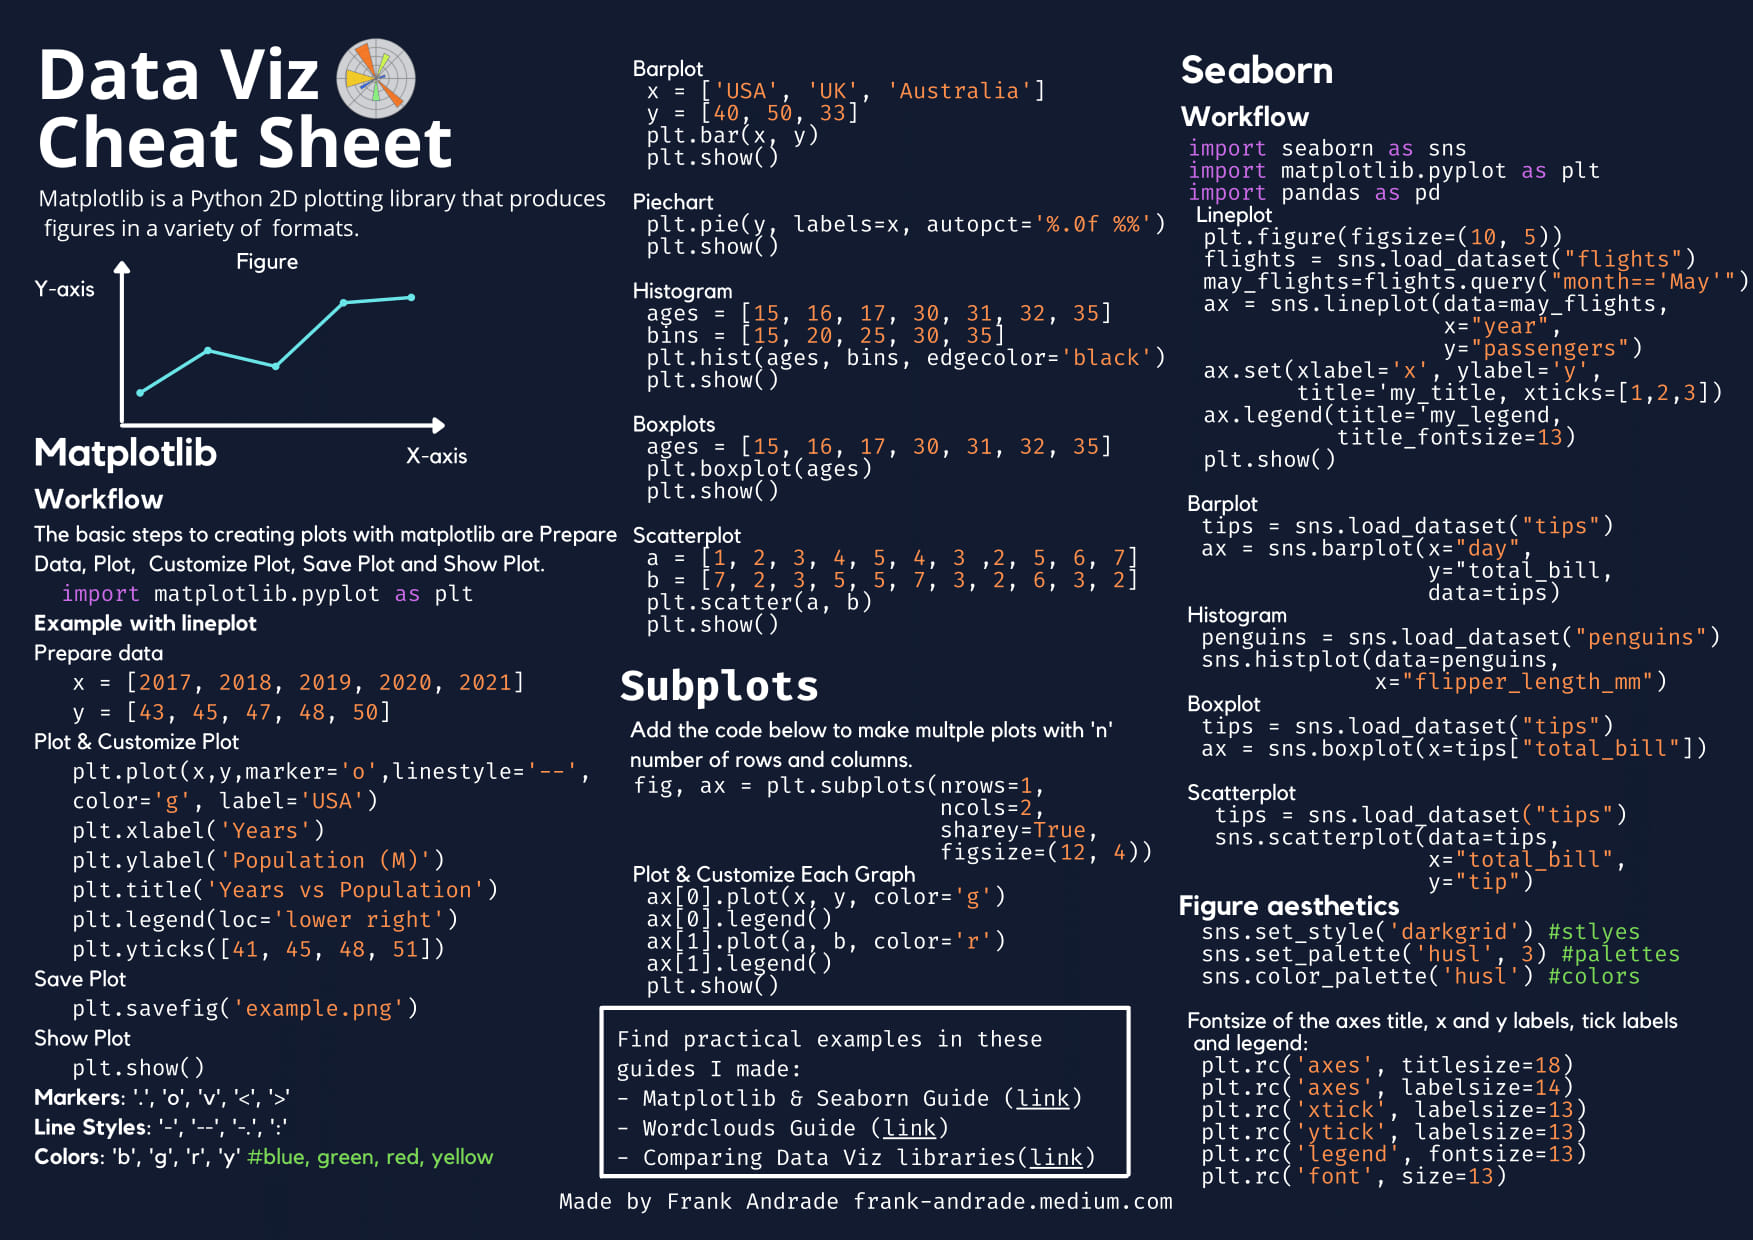 Data Viz
Cheat Sheet
Matplotlib is a Python 2D plotting library that produces
figures in a variety of  formats.
Figure
Y-axis
X-axis
Matplotlib
Workflow
The basic steps to creating plots with matplotlib are Prepare
Data, Plot,  Customize Plot, Save Plot and Show Plot.
import matplotlib.pyplot as plt
Example with lineplot
Prepare data
x = [2017, 2018, 2019, 2020, 2021]
y = [43, 45, 47, 48, 50]
Plot & Customize Plot
plt.plot(x,y,marker='o',linestyle='--',
color='g', label='USA')
plt.xlabel('Years')
plt.ylabel('Population (M)')
plt.title('Years vs Population')
plt.legend(loc='lower right')
plt.yticks([41, 45, 48, 51])
Save Plot
plt.savefig('example.png')
Show Plot
plt.show()
Markers: '.', 'o', 'v', '<', '>'
Line Styles: '-', '--', '-.', ':'
Colors: 'b', 'g', 'r', 'y' #blue, green, red, yellow
Barplot
x = ['USA', 'UK', 'Australia']
y = [40, 50, 33]
plt.bar(x, y)
plt.show()
Piechart
plt.pie(y, labels=x, autopct='%.0f %%')
plt.show()
Histogram
ages = [15, 16, 17, 30, 31, 32, 35]
bins = [15, 20, 25, 30, 35]
plt.hist(ages, bins, edgecolor='black')
plt.show()
Boxplots
ages = [15, 16, 17, 30, 31, 32, 35]
plt.boxplot(ages)
plt.show()
Scatterplot
a = [1, 2, 3, 4, 5, 4, 3 ,2, 5, 6, 7]
b = [7, 2, 3, 5, 5, 7, 3, 2, 6, 3, 2]
plt.scatter(a, b)
plt.show()
Subplots
Add the code below to make multple plots with 'n'
number of rows and columns.
fig, ax = plt.subplots(nrows=1,
ncols=2,
sharey=True,
figsize=(12, 4))
Plot & Customize Each Graph
ax[0].plot(x, y, color='g')
ax[0].legend()
ax[1].plot(a, b, color='r')
ax[1].legend()
plt.show()
Find practical examples in these
guides I made:
- Matplotlib & Seaborn Guide (link)
- Wordclouds Guide (link)
- Comparing Data Viz libraries(link)
Made by Frank Andrade frank-andrade.medium.com
Seaborn
Workflow
import seaborn as sns
import matplotlib.pyplot as plt
import pandas as pd
Lineplot
plt.figure(figsize=(10, 5))
flights = sns.load_dataset("flights")
may_flights=flights.query("month=='May'")
ax = sns.lineplot(data=may_flights,
x="year",
y="passengers")
ax.set(xlabel='x', ylabel='y',
title='my_title, xticks=[1,2,3])
ax.legend(title='my_legend,
title_fontsize=13)
plt.show()
Barplot
tips = sns.load_dataset("tips")
ax = sns.barplot(x="day",
y="total_bill,
data=tips)
Histogram
penguins = sns.load_dataset("penguins")
sns.histplot(data=penguins,
x="flipper_length_mm")
Boxplot
tips = sns.load_dataset("tips")
ax = sns.boxplot(x=tips["total_bill"])
Scatterplot
tips = sns.load_dataset("tips")
sns.scatterplot(data=tips,
x="total_bill",
y="tip")
Figure aesthetics
sns.set_style('darkgrid') #stlyes
sns.set_palette('husl', 3) #palettes
sns.color_palette('husl') #colors
Fontsize of the axes title, x and y labels, tick labels
and legend:
plt.rc('axes', titlesize=18)
plt.rc('axes', labelsize=14)
plt.rc('xtick', labelsize=13)
plt.rc('ytick', labelsize=13)
plt.rc('legend', fontsize=13)
plt.rc('font', size=13)